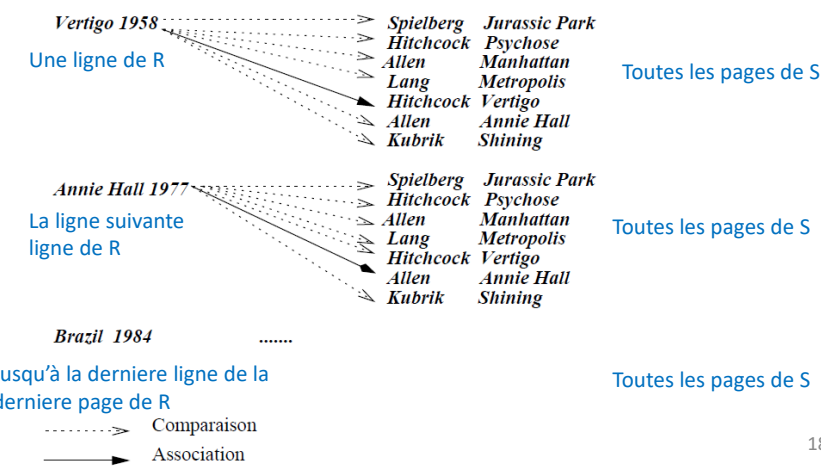 Vertigo 1958
Une ligne de R
Spielberg Jurassic Park
Hitchcock Psychose
Allen Manhattan
Lang Metropolis
Hitchcock Vertigo
Allen Annie Hall
Kubrik Shining
Toutes les pages de S
Annie Hall 1977
La ligne suivante
ligne de R
Spielberg Jurassic Park
Hitchcock Psychose
Allen Manhattan
Lang Metropolis
Hitchcock Vertigo
Allen Annie Hall
Kubrik Shining
Toutes les pages de S
Brazil 1984 .......
usqu'à la derniere ligne de la
derniere page de R
Toutes les pages de S
Comparaison
Association
18